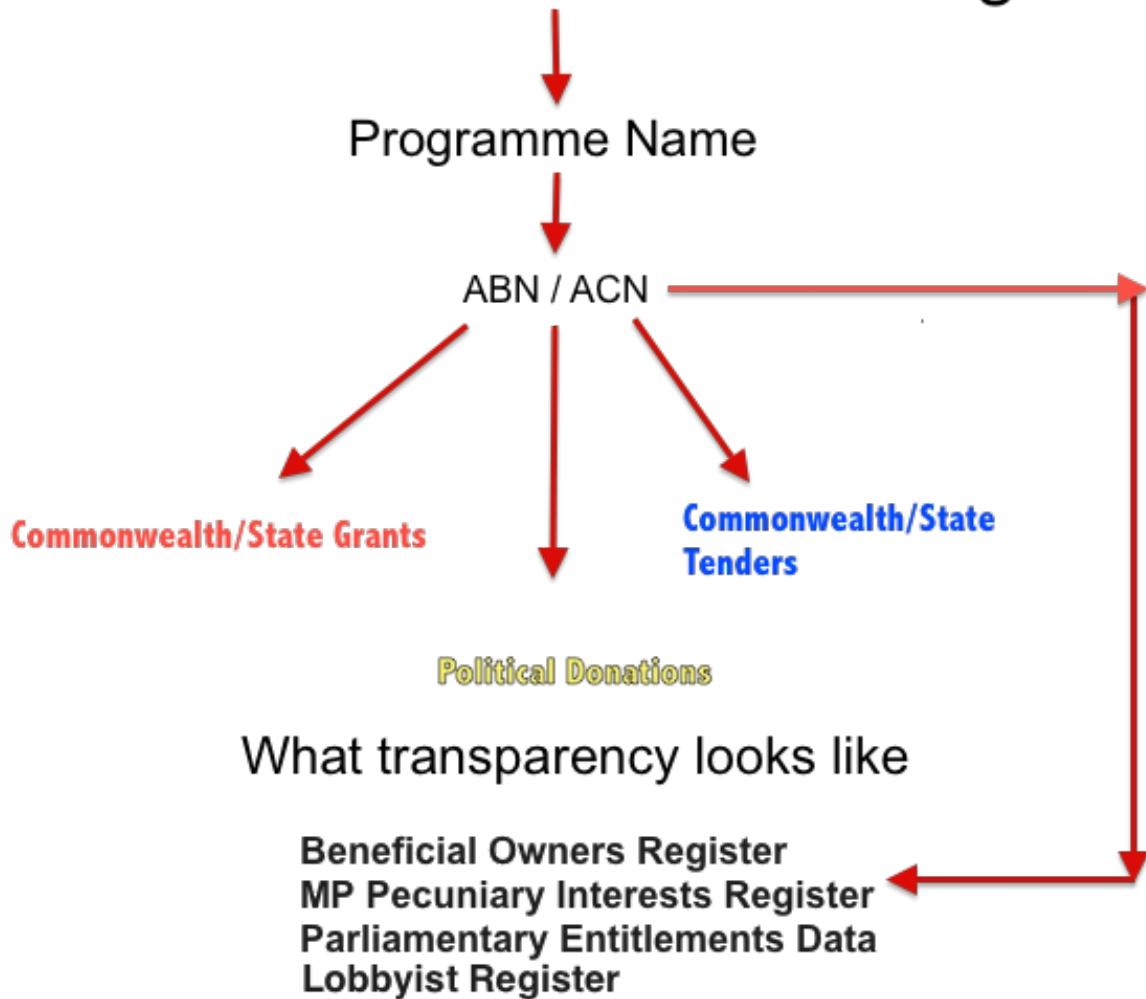 Programme Name
ABN / ACN
Commonwealth/State Grants
Commonwealth/State
Tenders
Political Donations
What transparency looks like
Beneficial Owners Register
MP Pecuniary Interests Register
Parliamentary Entitlements Data
Lobbyist Register